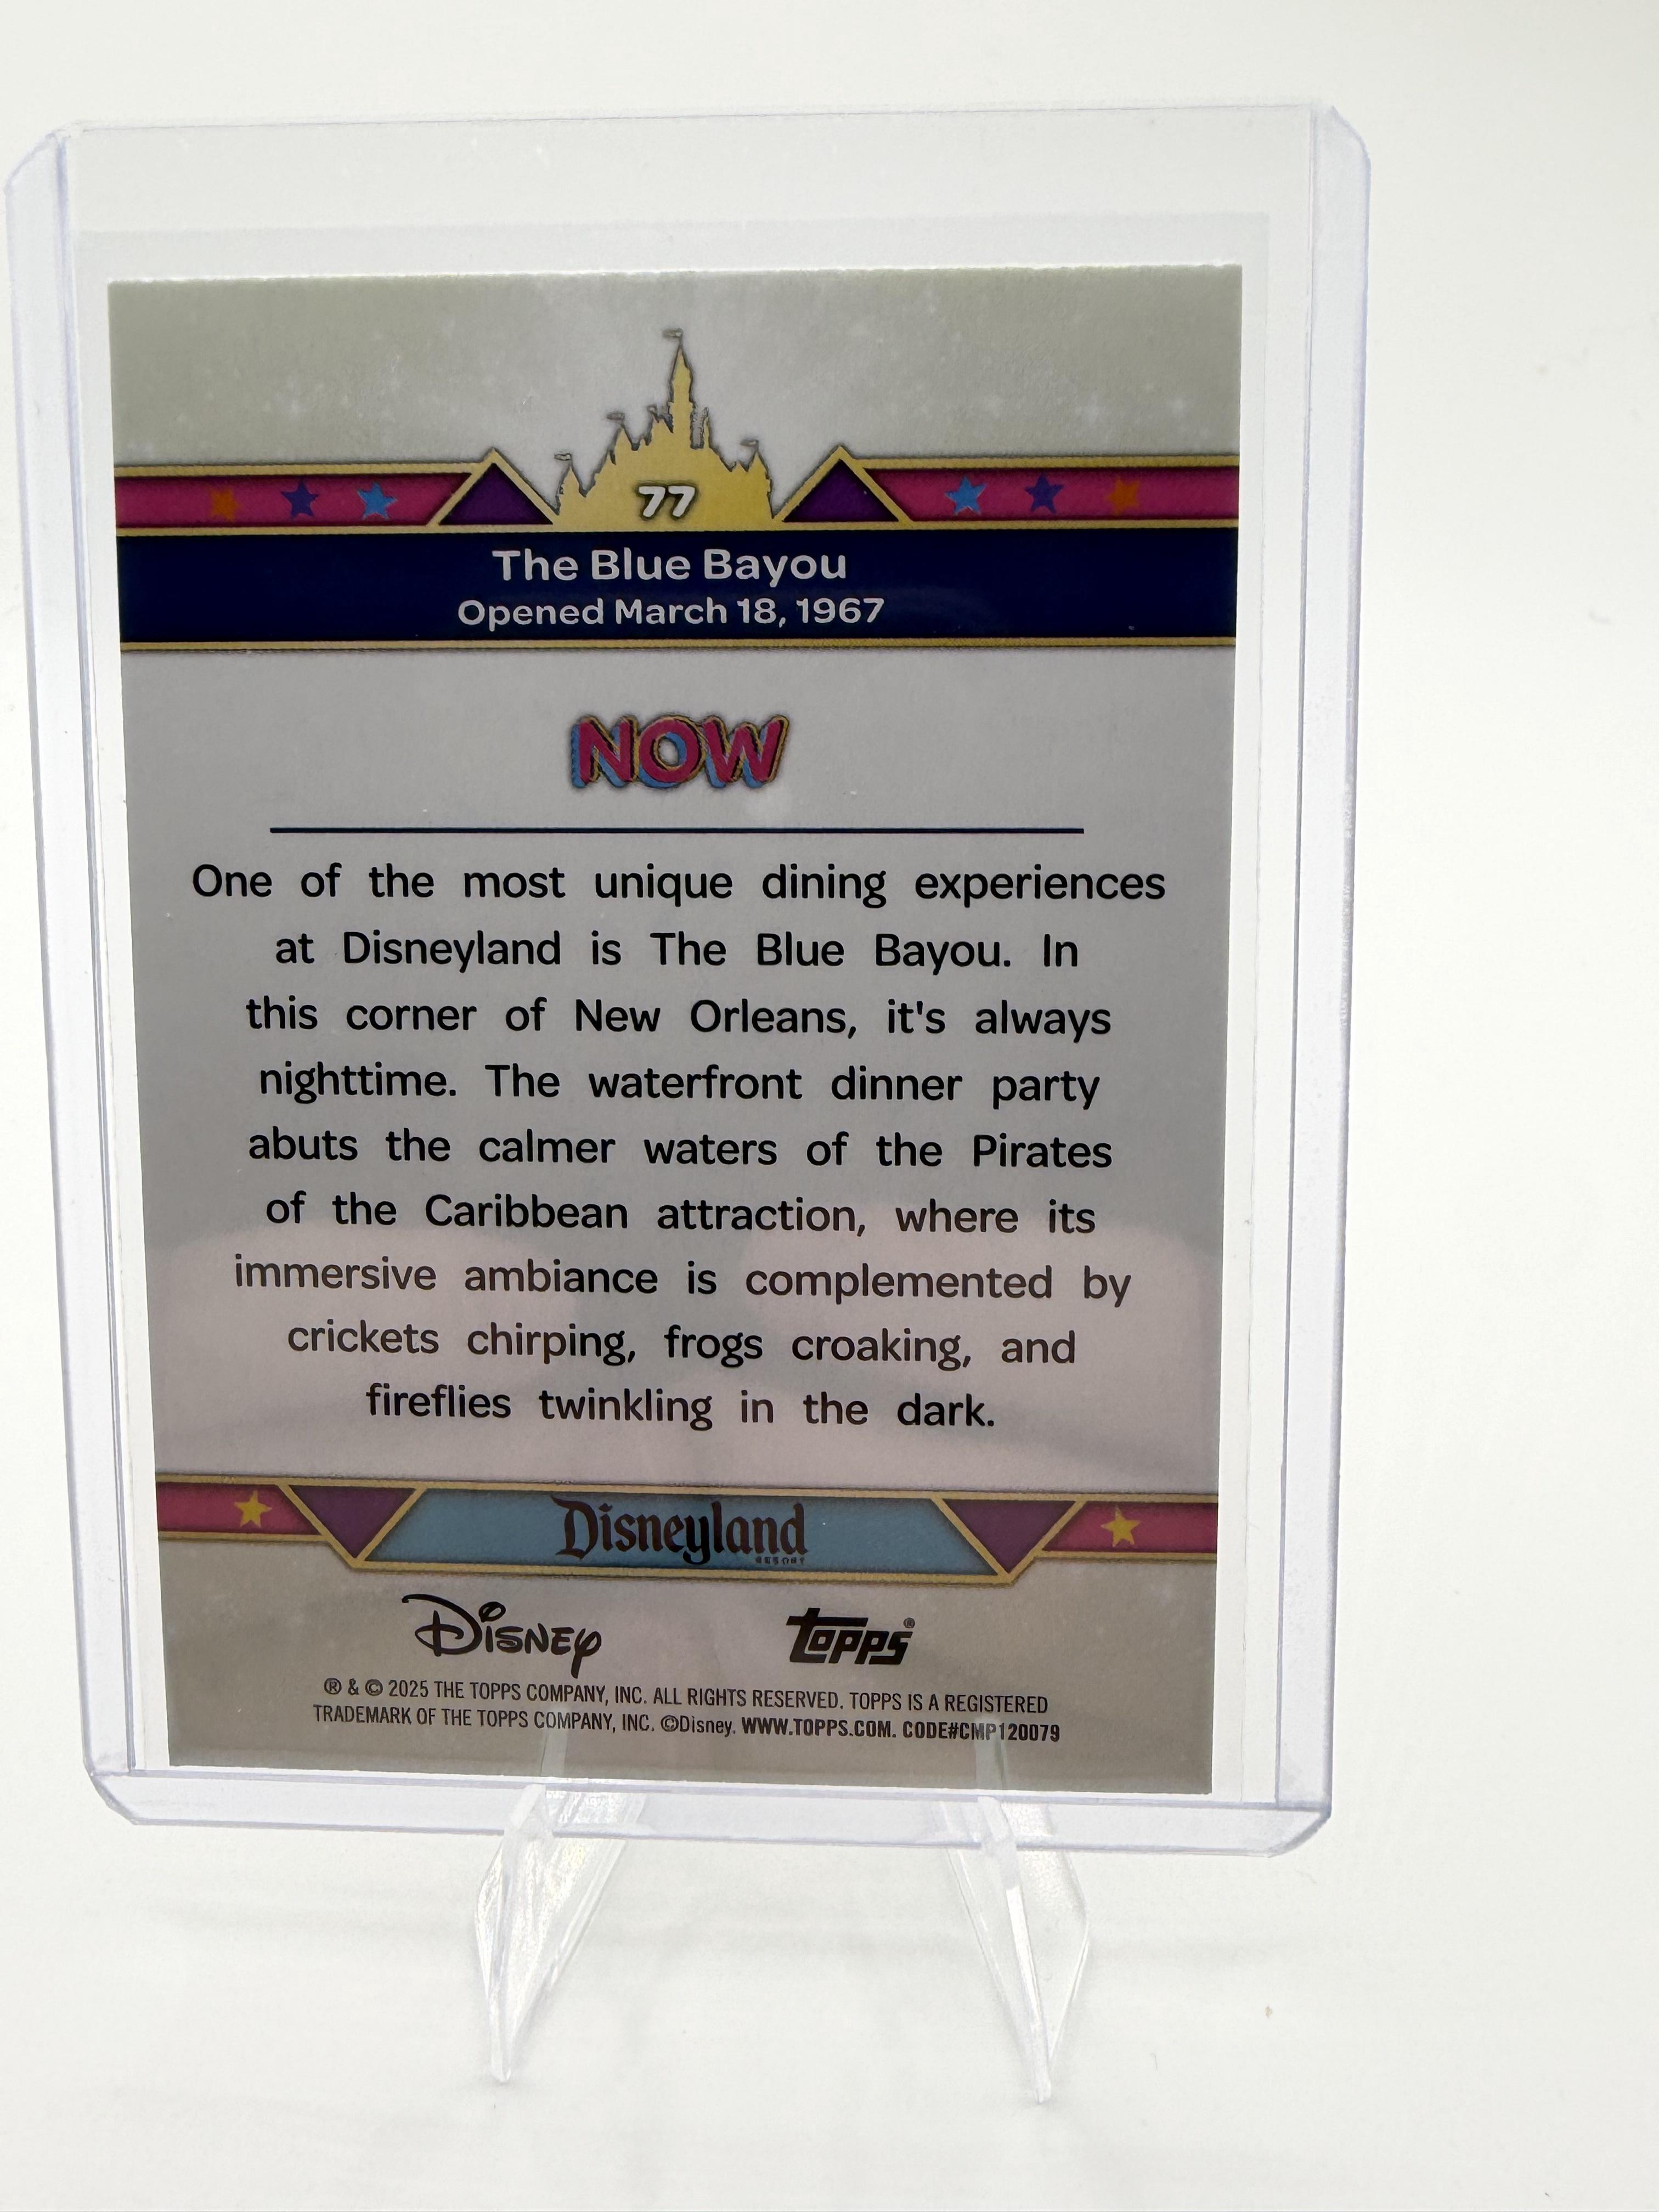 77
The Blue Bayou
Opened March 18, 1967
NOW
One of the most unique dining experiences
at Disneyland is The Blue Bayou. In
this corner of New Orleans, it's always
nighttime. The waterfront dinner party
abuts the calmer waters of the Pirates
of the Caribbean attraction, where its
immersive ambiance is complemented by
crickets chirping, frogs croaking, and
fireflies twinkling in the dark.
Disneyland
RESORT
Disney topps®
® & © 2025 THE TOPPS COMPANY, INC. ALL RIGHTS RESERVED. TOPPS IS A REGISTERED
TRADEMARK OF THE TOPPS COMPANY, INC. ©Disney. WWW.TOPPS.COM. CODE#CMP120079